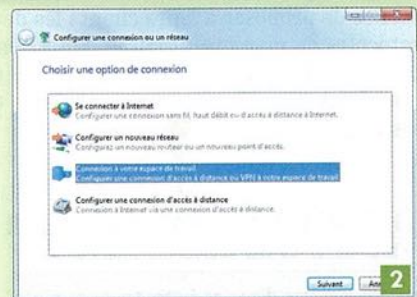 Configurer une connexion ou un réseau
Choisir une option de connexion
Se connecter à Internet
Configurer une connexion sans fil, haut débit ou d'accès à distance à Internet.
Configurer un nouveau réseau
Configurez un nouveau routeur ou un nouveau point d'accès.
Connexion à votre espace de travail
Configurer une connexion d'accès à distance ou VPN à votre espace de travail
Configurer une connexion d'accès à distance
Connexion à Internet via une connexion d'accès à distance.
Suivant
2